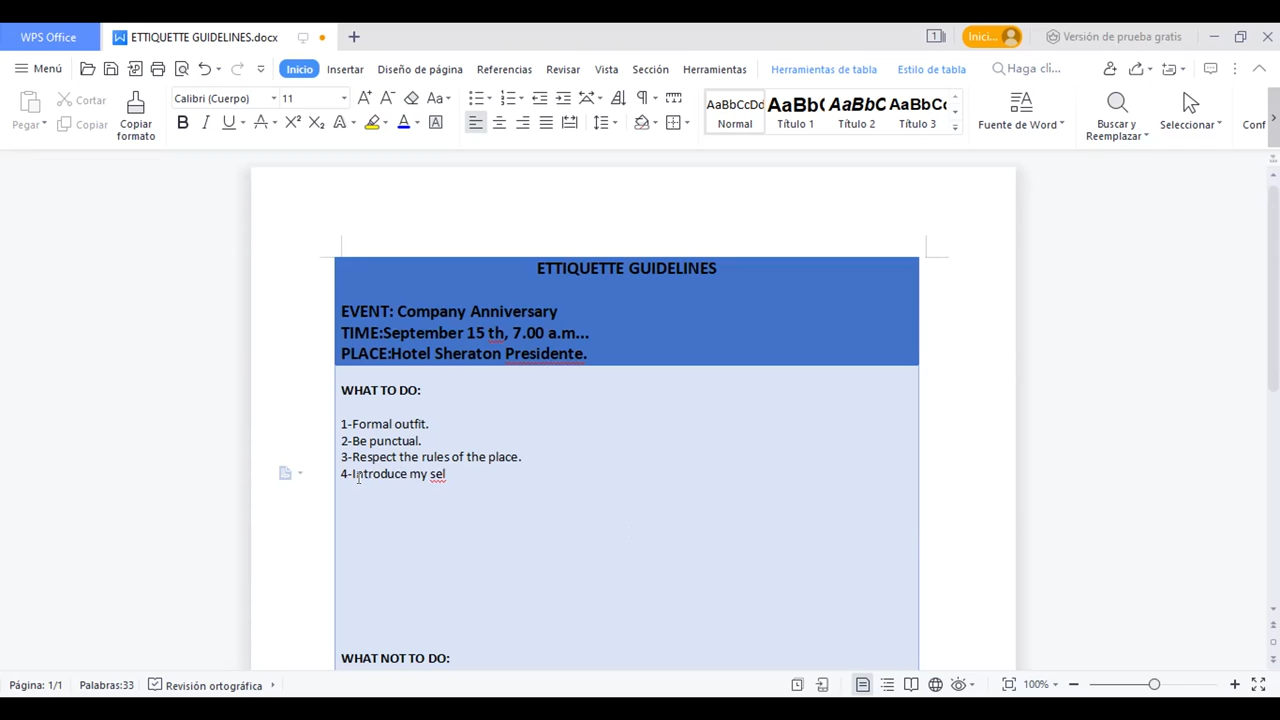 WPS Office
ETTIQUETTE GUIDELINES.docx
Inici...
Versión de prueba gratis
Menú
Inicio
Insertar
Diseño de página
Referencias
Revisar
Vista
Sección
Herramientas
Herramientas de tabla
Estilo de tabla
Haga clí...
Pegar
Cortar
Copiar
Copiar formato
Calibri (Cuerpo)
11
AaBbCcDd
Normal
AaBb(
Título 1
AaBbC
Título 2
AaBbCc
Título 3
Fuente de Word
Buscar y Reemplazar
Seleccionar
Conf
ETTIQUETTE GUIDELINES
EVENT: Company Anniversary
TIME:September 15 th, 7.00 a.m...
PLACE:Hotel Sheraton Presidente.
WHAT TO DO:
1-Formal outfit.
2-Be punctual.
3-Respect the rules of the place.
4-Introduce my sel
WHAT NOT TO DO:
Página: 1/1
Palabras:33
Revisión ortográfica
100%